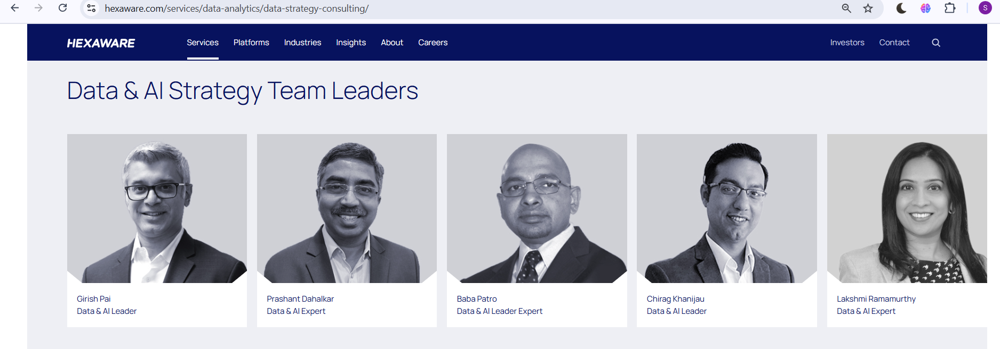 hexaware.com/services/data-analytics/data-strategy-consulting/
S
HEXAWARE Services Platforms Industries Insights About Careers Investors Contact
Data & AI Strategy Team Leaders
Girish Pai
Data & AI Leader
Prashant Dahalkar
Data & AI Expert
Baba Patro
Data & AI Leader Expert
Chirag Khanijau
Data & AI Leader
Lakshmi Ramamurthy
Data & AI Expert